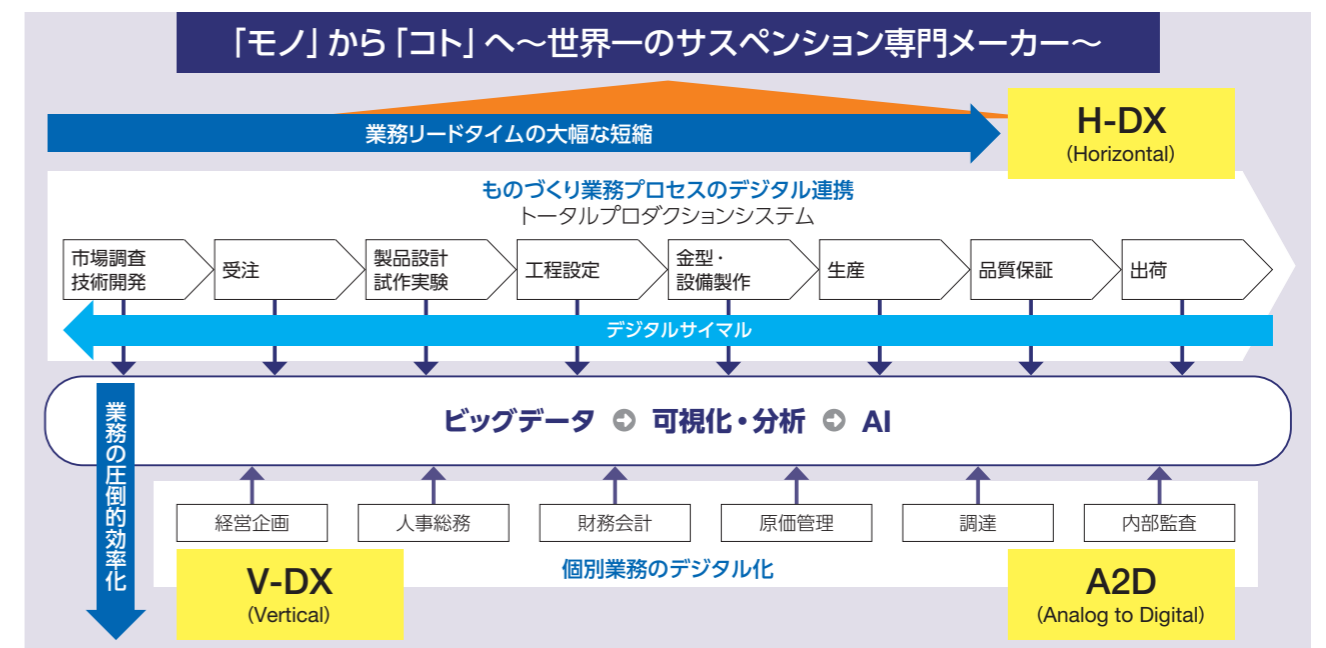 「モノ」から「コト」へ～世界一のサスペンション専門メーカー～
業務リードタイムの大幅な短縮
H-DX
(Horizontal)
ものづくり業務プロセスのデジタル連携
トータルプロダクションシステム
市場調査
技術開発
受注
製品設計
試作実験
工程設定
金型・
設備製作
生産
品質保証
出荷
デジタルサイマル
業務の圧倒的効率化
ビッグデータ ➲ 可視化・分析 ➲ AI
経営企画
人事総務
財務会計
原価管理
調達
内部監査
個別業務のデジタル化
V-DX
(Vertical)
A2D
(Analog to Digital)